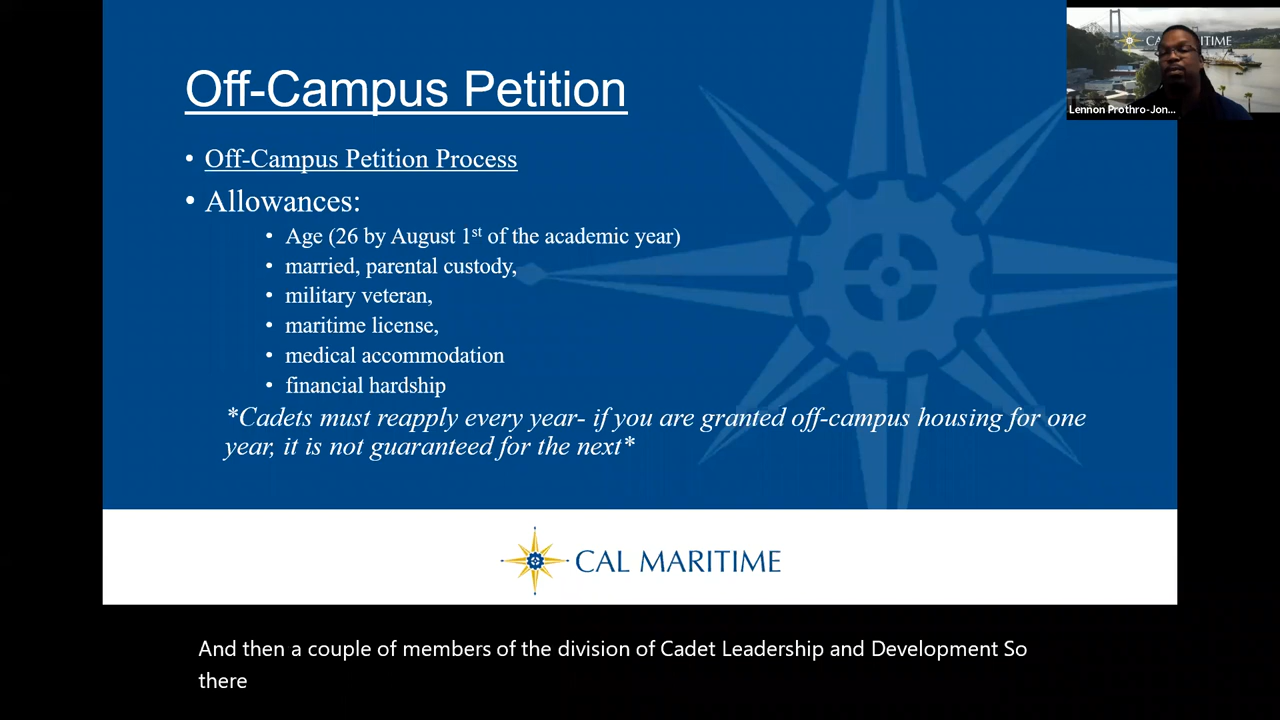 Off-Campus Petition
• Off-Campus Petition Process
• Allowances:
• Age (26 by August 1st of the academic year)
• married, parental custody,
• military veteran,
• maritime license,
• medical accommodation
• financial hardship
*Cadets must reapply every year- if you are granted off-campus housing for one
year, it is not guaranteed for the next*
CAL MARITIME
Lennon Prothro-Jon...
CAL MARITIME
And then a couple of members of the division of Cadet Leadership and Development So
there